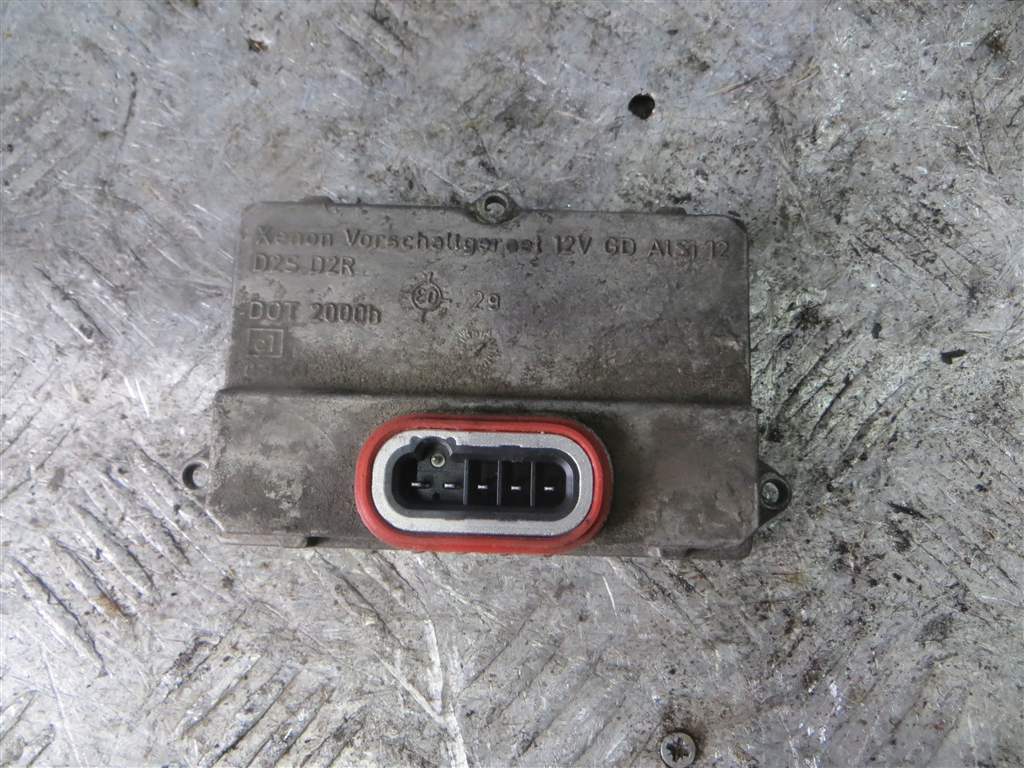 Xenon Vorschaltgeraet 12V GD AlSi 12
D2S D2R
29
DOT 2000h